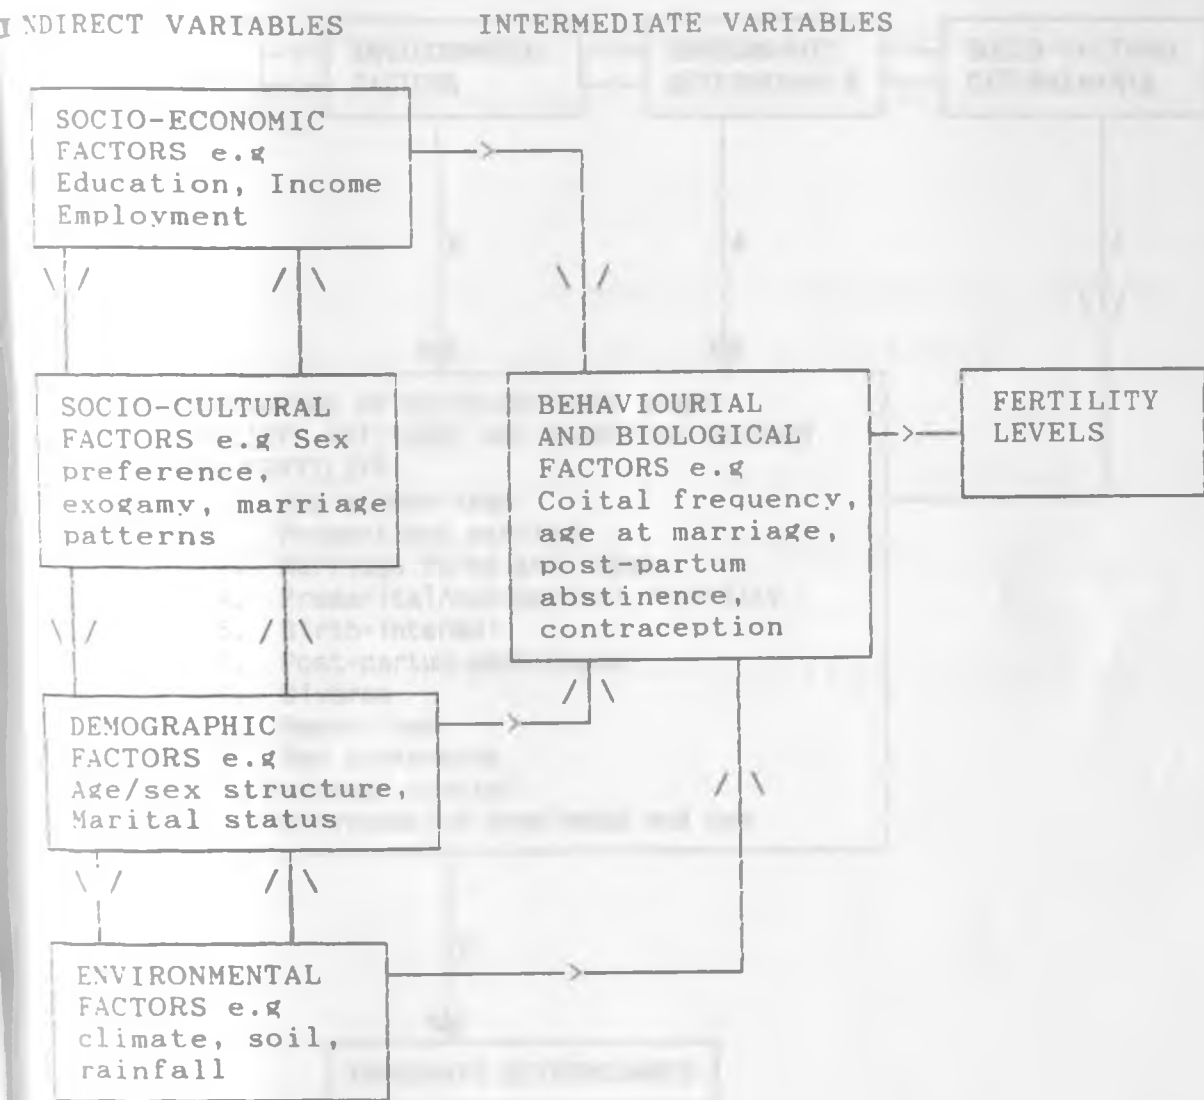 INDIRECT VARIABLES
INTERMEDIATE VARIABLES
SOCIO-ECONOMIC
FACTORS e.g
Education, Income
Employment
SOCIO-CULTURAL
FACTORS e.g Sex
preference,
exogamy, marriage
patterns
BEHAVIOURIAL
AND BIOLOGICAL
FACTORS e.g
Coital frequency,
age at marriage,
post-partum
abstinence,
contraception
FERTILITY
LEVELS
DEMOGRAPHIC
FACTORS e.g
Age/sex structure,
Marital status
ENVIRONMENTAL
FACTORS e.g
climate, soil,
rainfall